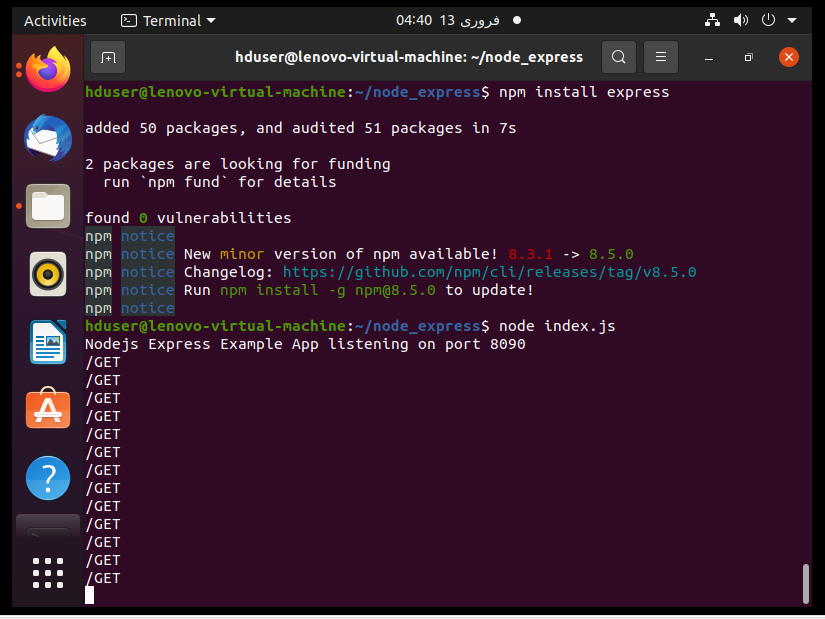 Activities Terminal 04:40 13 فروری
hduser@lenovo-virtual-machine: ~/node_express
hduser@lenovo-virtual-machine:~/node_express$ npm install express
added 50 packages, and audited 51 packages in 7s
2 packages are looking for funding
run `npm fund` for details
found 0 vulnerabilities
npm notice
npm notice New minor version of npm available! 8.3.1 -> 8.5.0
npm notice Changelog: https://github.com/npm/cli/releases/tag/v8.5.0
npm notice Run npm install -g npm@8.5.0 to update!
npm notice
hduser@lenovo-virtual-machine:~/node_express$ node index.js
Nodejs Express Example App listening on port 8090
/GET
/GET
/GET
/GET
/GET
/GET
/GET
/GET
/GET
/GET
/GET
/GET
/GET